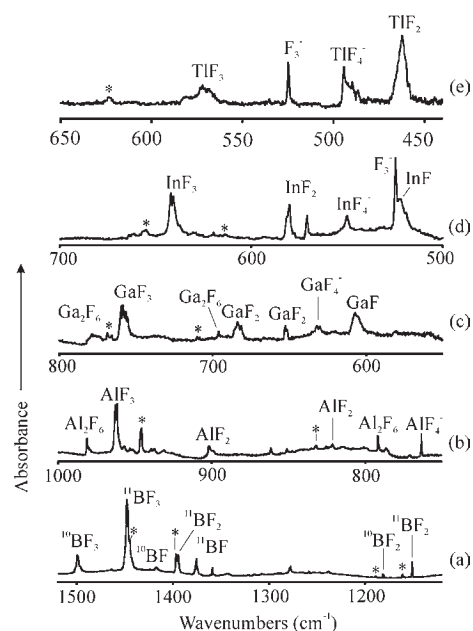 TlF₃ F₃⁻ TlF₄⁻ TlF₂
* (e)
650 600 550 500 450
InF₃ InF₂ InF₄⁻ F₃⁻ InF
* * (d)
700 600 500
Ga₂F₆ * GaF₃ * Ga₂F₆ GaF₂ GaF₂ GaF₄⁻ GaF
(c)
800 700 600
Al₂F₆ AlF₃ * AlF₂ * AlF₂ Al₂F₆ AlF₄⁻
(b)
1000 900 800
¹⁰BF₃ ¹¹BF₃ * ¹⁰BF * ¹¹BF₂ ¹¹BF * ¹⁰BF₂ * ¹¹BF₂
(a)
1500 1400 1300 1200
Wavenumbers (cm⁻¹)
Absorbance